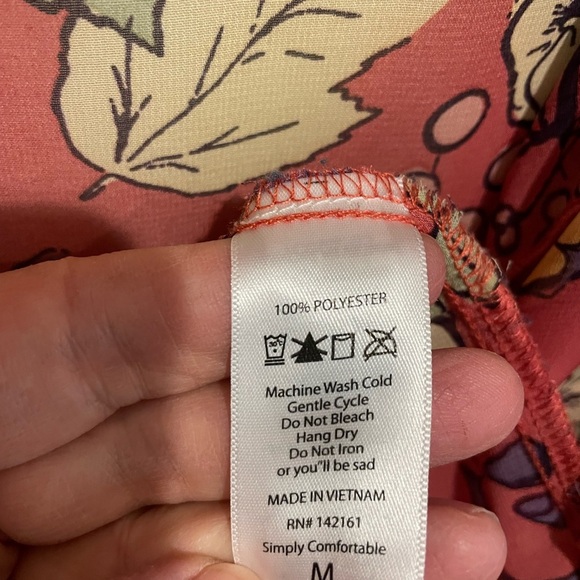 100% POLYESTER
30°C
Machine Wash Cold
Gentle Cycle
Do Not Bleach
Hang Dry
Do Not Iron
or you"ll be sad
MADE IN VIETNAM
RN# 142161
Simply Comfortable
M